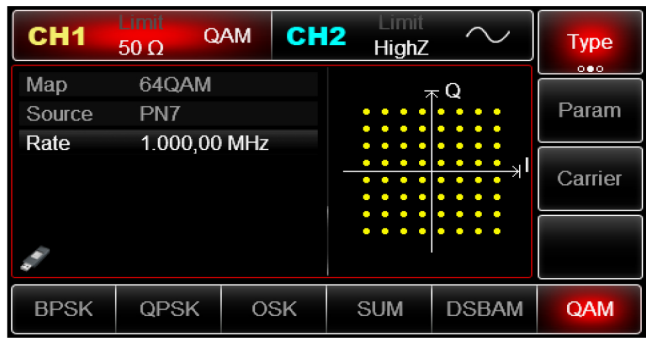 CH1 Limit 50 Ω QAM CH2 Limit HighZ Type
Map 64QAM
Source PN7
Rate 1.000,00 MHz
Q
I
Param
Carrier
BPSK QPSK OSK SUM DSBAM QAM